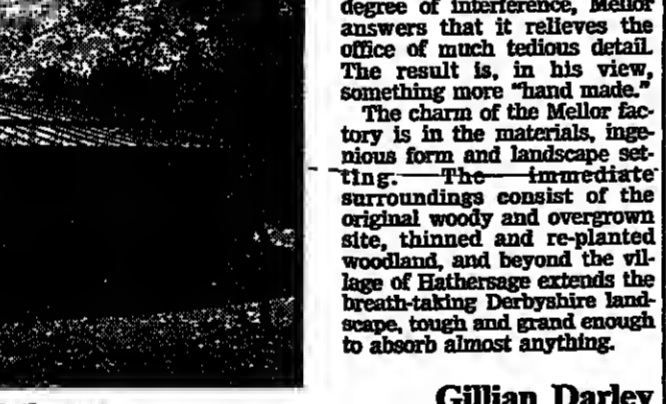 degree of interference, Mellor
answers that it relieves the
office of much tedious detail.
The result is, in his view,
something more "hand made."
The charm of the Mellor fac-
tory is in the materials, inge-
nious form and landscape set-
ting. The immediate
surroundings consist of the
original woody and overgrown
site, thinned and re-planted
woodland, and beyond the vil-
lage of Hathersage extends the
breath-taking Derbyshire land-
scape, tough and grand enough
to absorb almost anything.
Gillian Darley